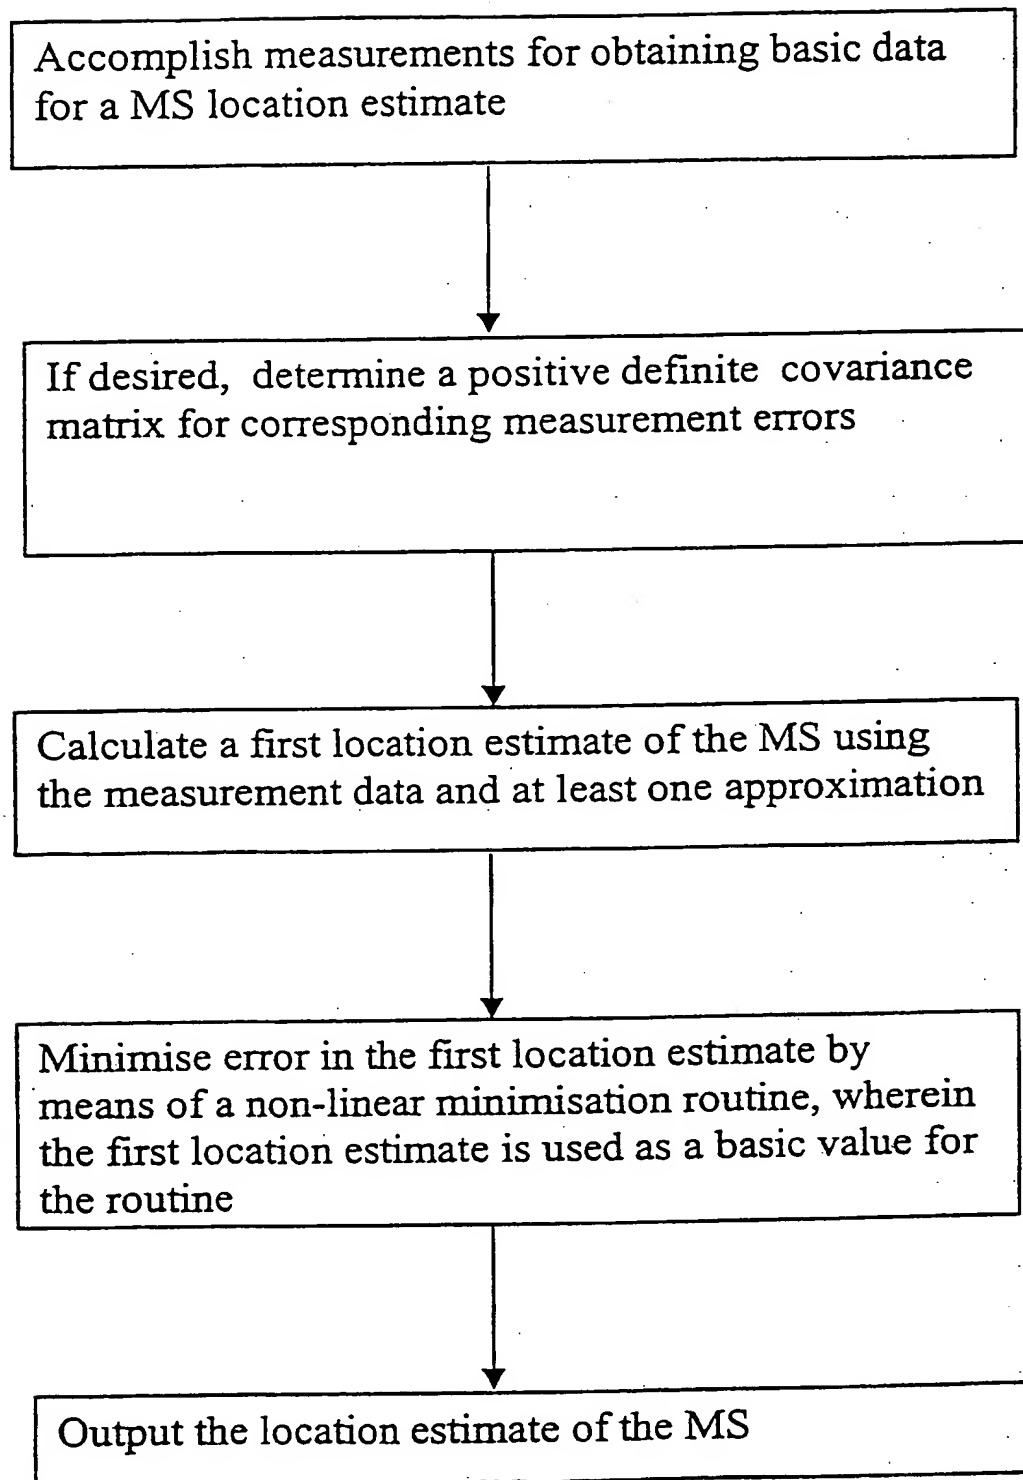 Accomplish measurements for obtaining basic data
for a MS location estimate
If desired, determine a positive definite covariance
matrix for corresponding measurement errors
Calculate a first location estimate of the MS using
the measurement data and at least one approximation
Minimise error in the first location estimate by
means of a non-linear minimisation routine, wherein
the first location estimate is used as a basic value for
the routine
Output the location estimate of the MS